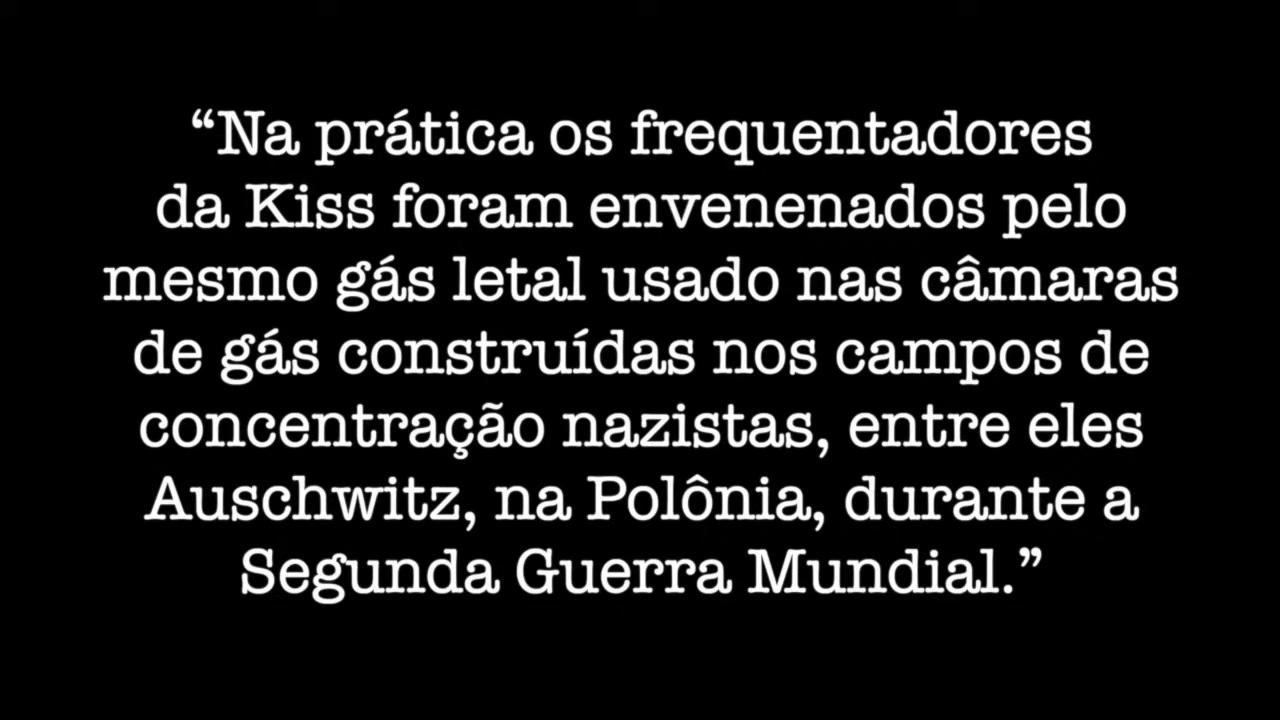 “Na prática os frequentadores
da Kiss foram envenenados pelo
mesmo gás letal usado nas câmaras
de gás construídas nos campos de
concentração nazistas, entre eles
Auschwitz, na Polônia, durante a
Segunda Guerra Mundial.”